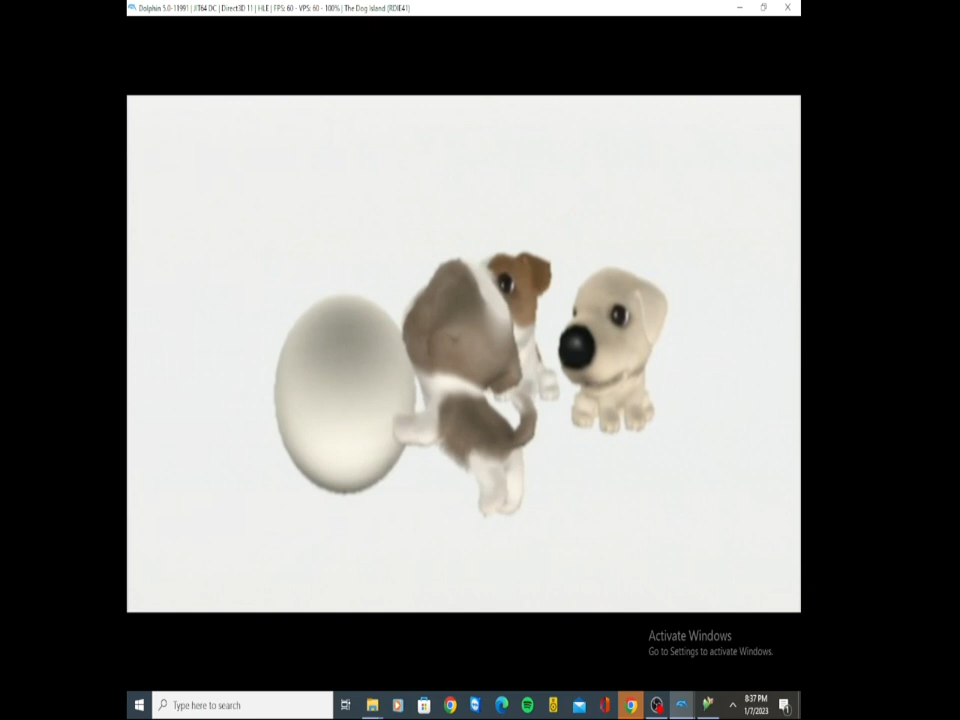 Dolphin 5.0-11991 | JIT64 DC | Direct3D 11 | HLE | FPS: 60 - VPS: 60 - 100% | The Dog Island (RDIE41)
Activate Windows
Go to Settings to activate Windows.
Type here to search
8:37 PM
1/7/2023